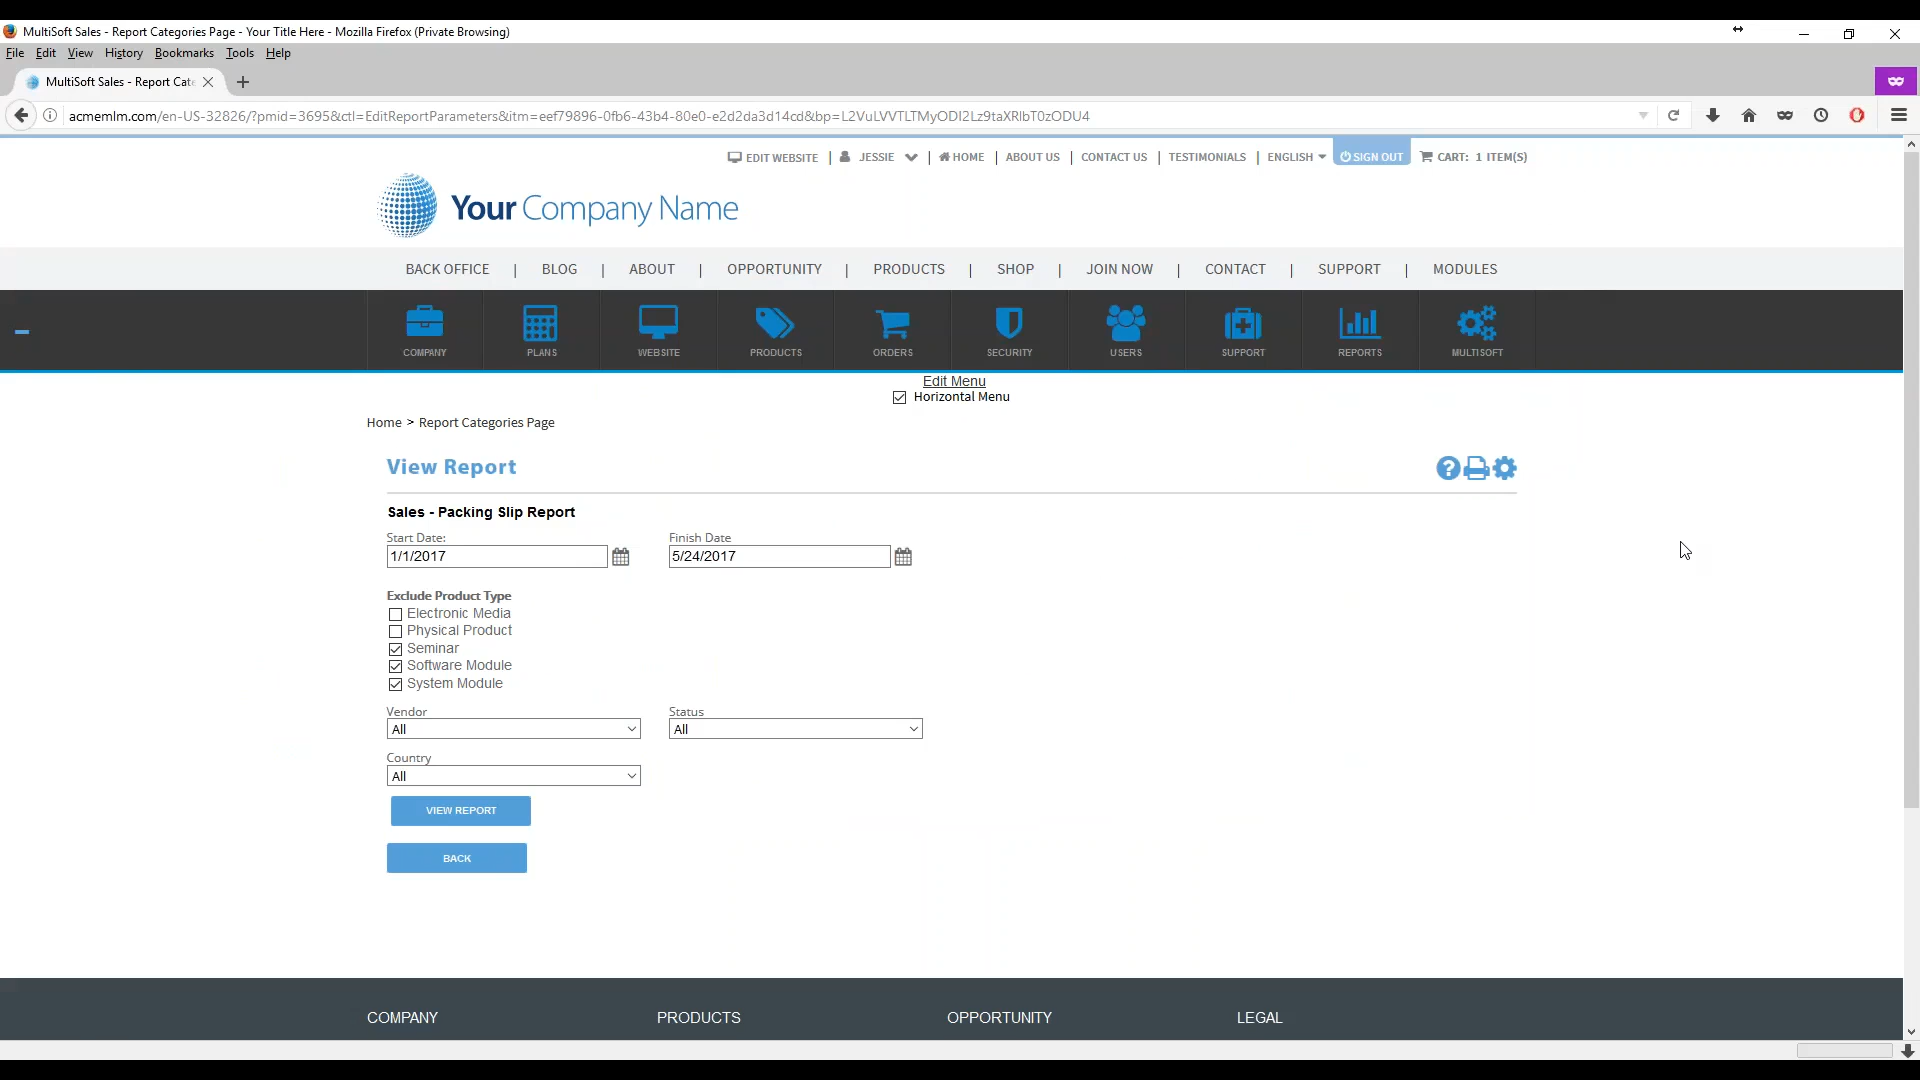 MultiSoft Sales - Report Categories Page - Your Title Here - Mozilla Firefox (Private Browsing)
File Edit View History Bookmarks Tools Help
MultiSoft Sales - Report Cate
acmemlm.com/en-US-32826/?pmid=3695&ctl=EditReportParameters&itm=eef79896-0fb6-43b4-80e0-e2d2da3d14cd&bp=L2VuLVVTLTMyODI2Lz9taXRlbT0zODU4
EDIT WEBSITE | JESSIE | HOME | ABOUT US | CONTACT US | TESTIMONIALS | ENGLISH SIGN OUT CART: 1 ITEM(S)
Your Company Name
BACK OFFICE | BLOG | ABOUT | OPPORTUNITY | PRODUCTS | SHOP | JOIN NOW | CONTACT | SUPPORT | MODULES
COMPANY PLANS WEBSITE PRODUCTS ORDERS SECURITY USERS SUPPORT REPORTS MULTISOFT
Edit Menu
Horizontal Menu
Home > Report Categories Page
View Report
Sales - Packing Slip Report
Start Date: Finish Date
1/1/2017 5/24/2017
Exclude Product Type
Electronic Media
Physical Product
Seminar
Software Module
System Module
Vendor Status
All All
Country
All
VIEW REPORT
BACK
COMPANY PRODUCTS OPPORTUNITY LEGAL